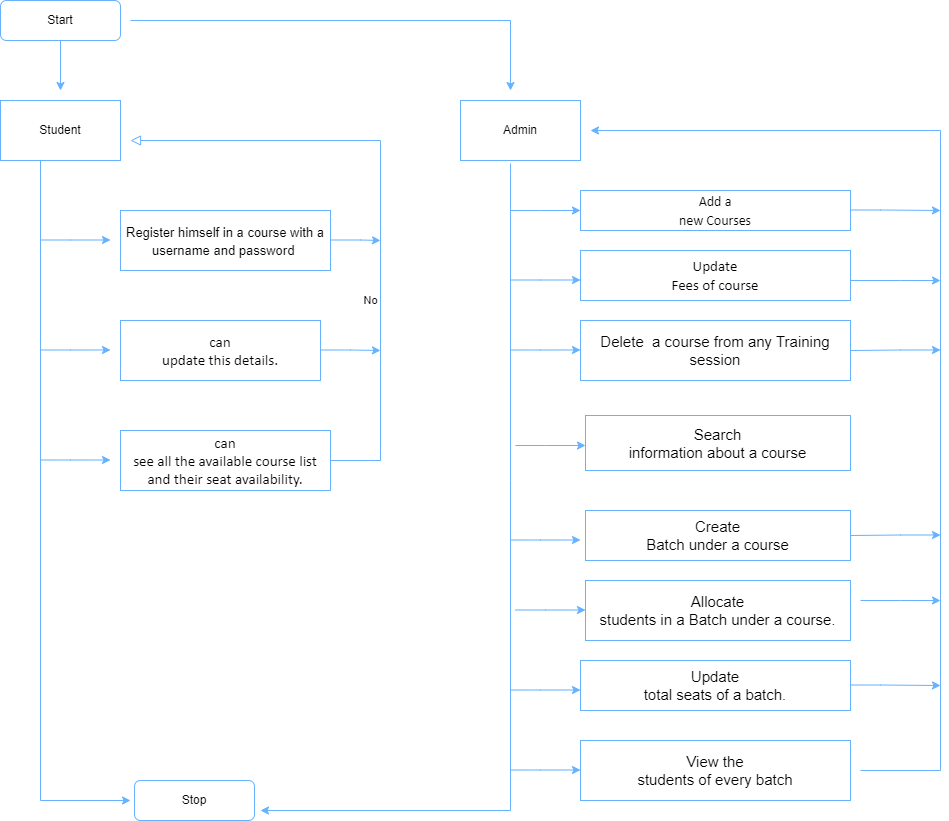 Start
Student
Admin
Register himself in a course with a
username and password
No
can
update this details.
can
see all the available course list
and their seat availability.
Add a
new Courses
Update
Fees of course
Delete  a course from any Training
session
Search
information about a course
Create
Batch under a course
Allocate
students in a Batch under a course.
Update
total seats of a batch.
View the
students of every batch
Stop